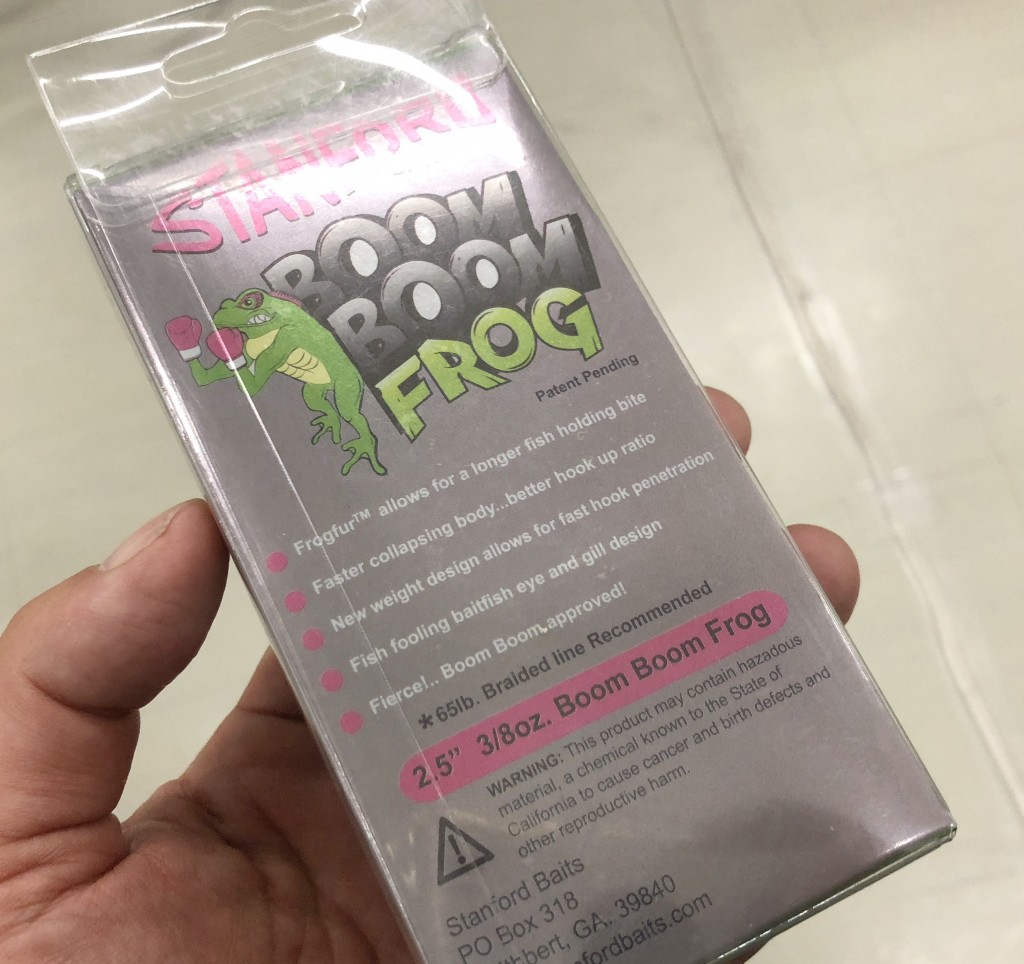 STANFORD
BOOM
BOOM
FROG
Patent Pending
Frogfur™ allows for a longer fish holding bite
Faster collapsing body...better hook up ratio
New weight design allows for fast hook penetration
Fish fooling baitfish eye and gill design
Fierce!.. Boom Boom approved!
*65lb. Braided line Recommended
2.5" 3/8oz. Boom Boom Frog
WARNING: This product may contain hazadous
material, a chemical known to the State of
California to cause cancer and birth defects and
other reproductive harm.
Stanford Baits
PO Box 318
GA. 39840